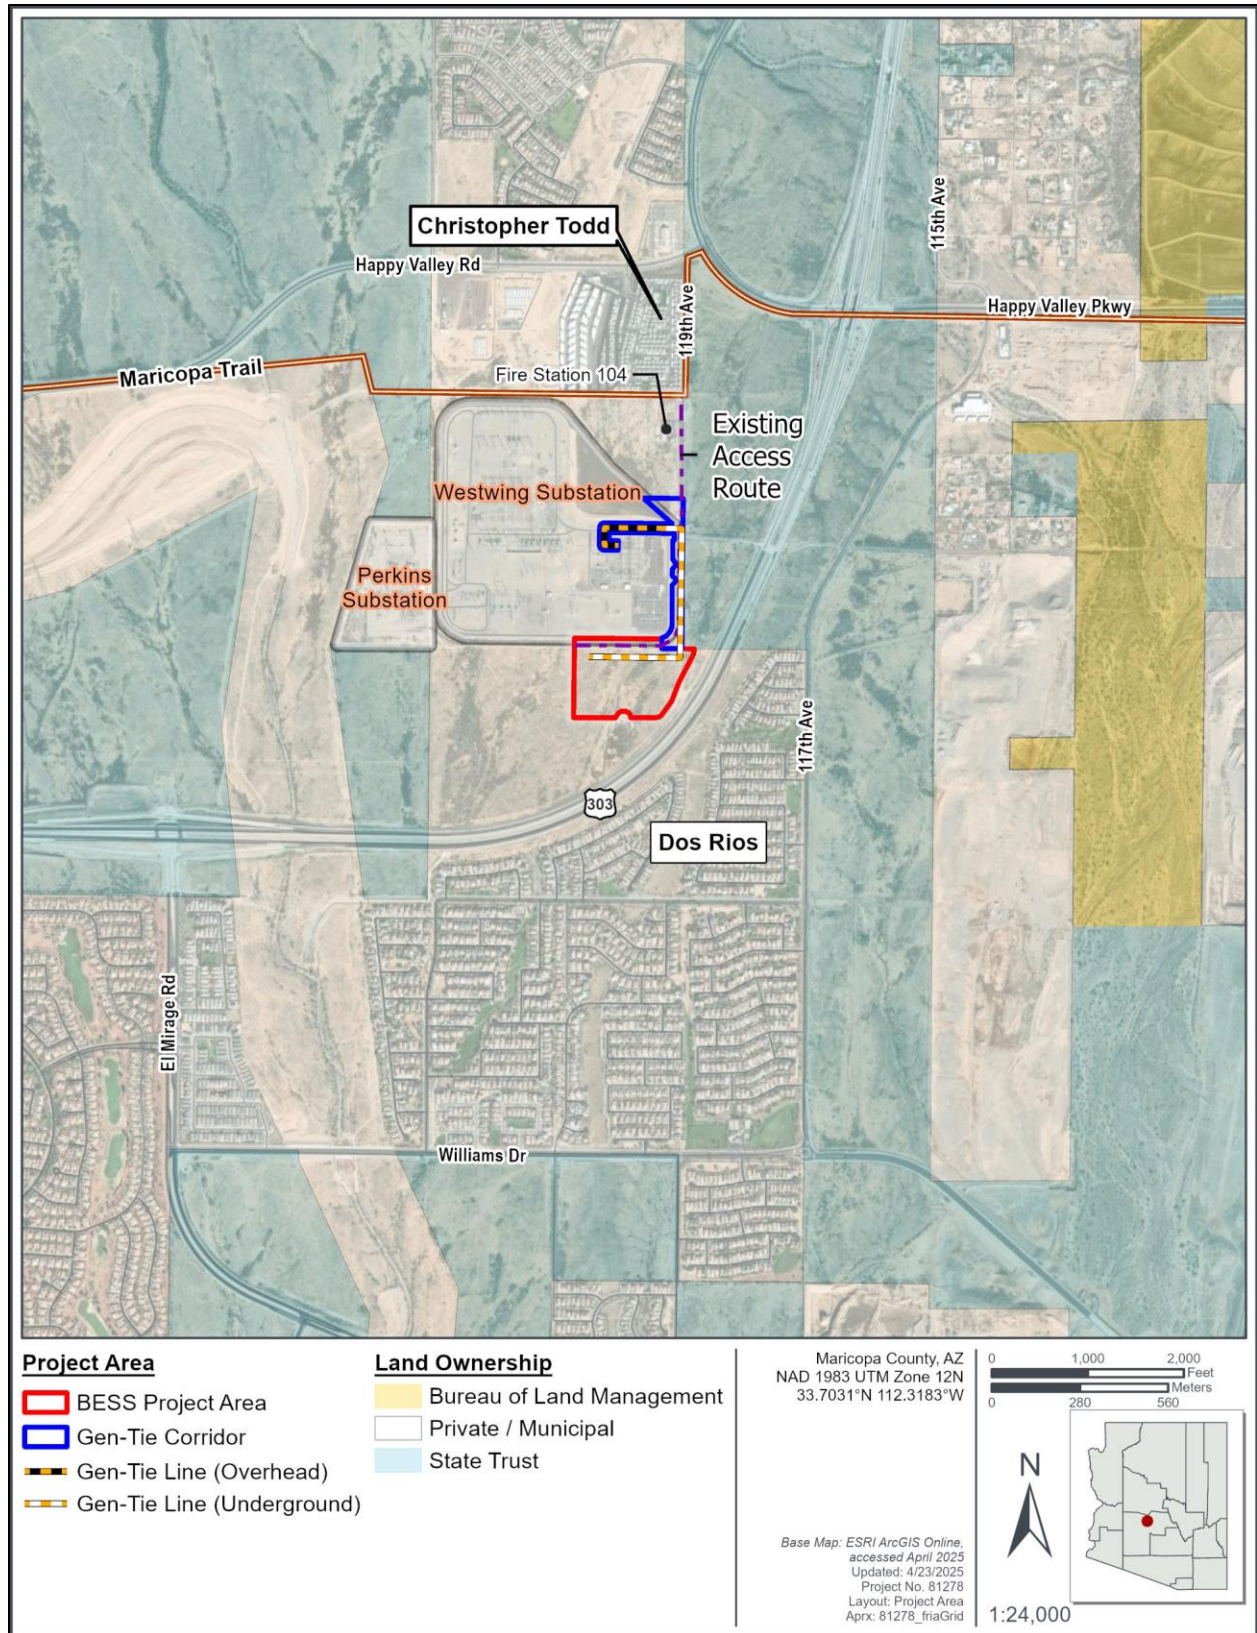 115th Ave
Christopher Todd
Happy Valley Rd
119th Ave
Happy Valley Pkwy
Maricopa Trail
Fire Station 104
Existing
Access
Route
Westwing Substation
Perkins
Substation
117th Ave
303
Dos Rios
El Mirage Rd
Williams Dr
Project Area
BESS Project Area
Gen-Tie Corridor
Gen-Tie Line (Overhead)
Gen-Tie Line (Underground)
Land Ownership
Bureau of Land Management
Private / Municipal
State Trust
Maricopa County, AZ
NAD 1983 UTM Zone 12N
33.7031°N 112.3183°W
Base Map: ESRI ArcGIS Online,
accessed April 2025
Updated: 4/23/2025
Project No. 81278
Layout: Project Area
Aprx: 81278_friaGrid
0 1,000 2,000
Feet
Meters
0 280 560
N
1:24,000